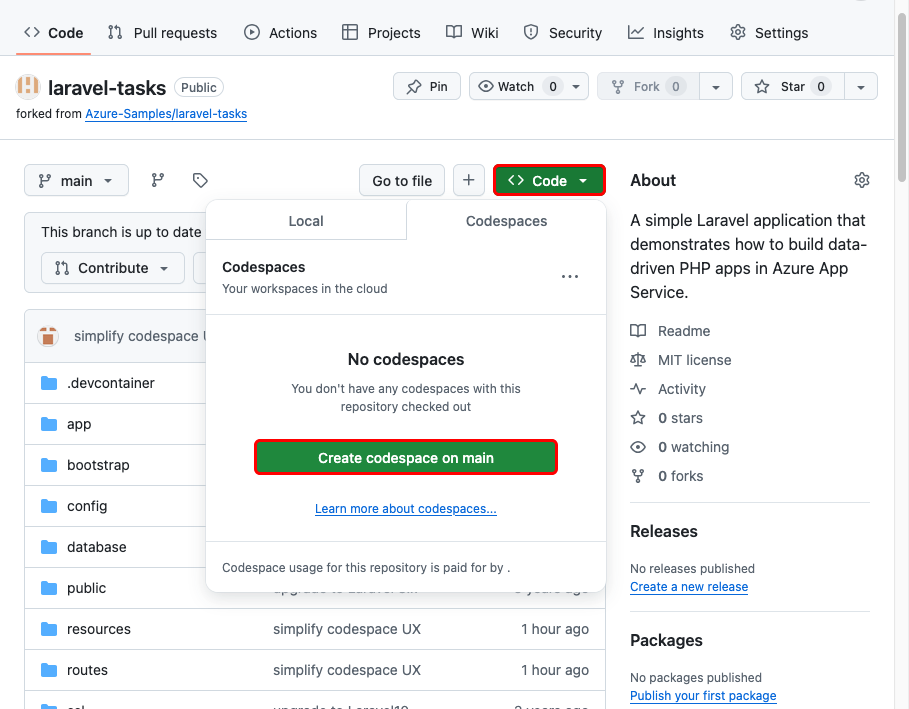 Code Pull requests Actions Projects Wiki Security Insights Settings
laravel-tasks Public Pin Watch 0 Fork 0 Star 0
forked from Azure-Samples/laravel-tasks
main Go to file Code
This branch is up to date
Contribute
simplify codespace
.devcontainer
app
bootstrap
config
database
public
resources simplify codespace UX 1 hour ago
routes simplify codespace UX 1 hour ago
Local Codespaces
Codespaces
Your workspaces in the cloud
No codespaces
You don't have any codespaces with this
repository checked out
Create codespace on main
Learn more about codespaces...
Codespace usage for this repository is paid for by .
About
A simple Laravel application that
demonstrates how to build data-
driven PHP apps in Azure App
Service.
Readme
MIT license
Activity
0 stars
0 watching
0 forks
Releases
No releases published
Create a new release
Packages
No packages published
Publish your first package